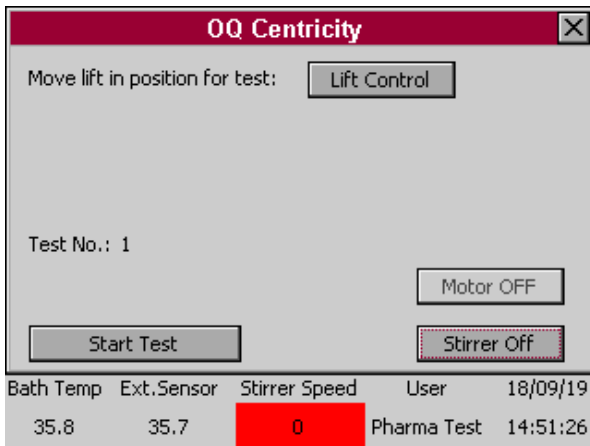 OQ Centricity
Move lift in position for test: Lift Control
Test No.: 1
Motor OFF
Start Test Stirrer Off
Bath Temp Ext.Sensor Stirrer Speed User 18/09/19
35.8 35.7 0 Pharma Test 14:51:26